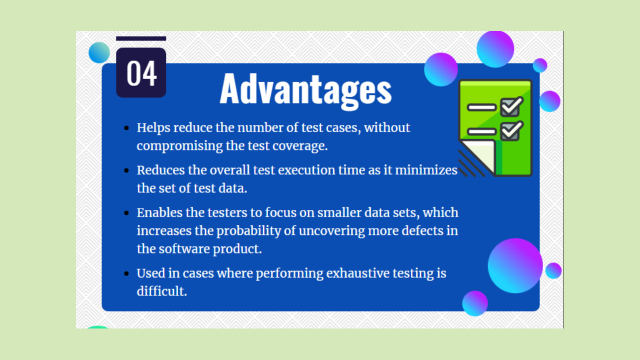 04
Advantages
Helps reduce the number of test cases, without
compromising the test coverage.
Reduces the overall test execution time as it minimizes
the set of test data.
Enables the testers to focus on smaller data sets, which
increases the probability of uncovering more defects in
the software product.
Used in cases where performing exhaustive testing is
difficult.